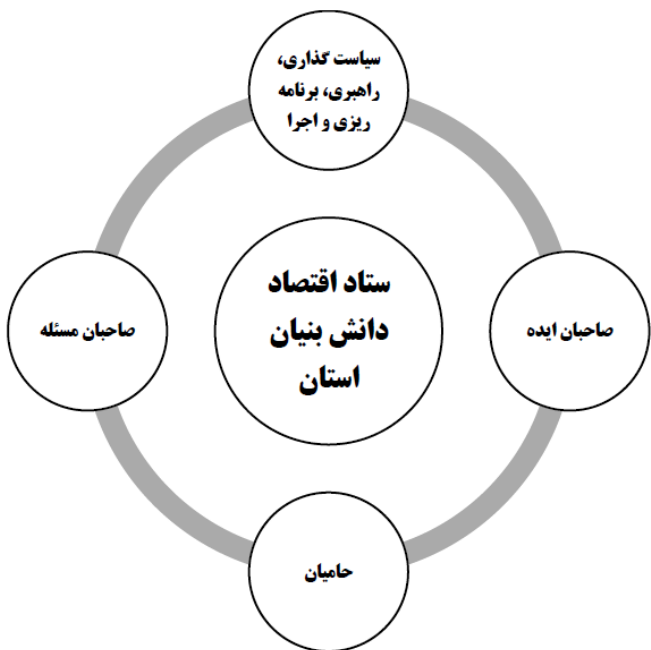 سیاست گذاری،
راهبری، برنامه
ریزی و اجرا
ستاد اقتصاد
دانش بنیان
استان
صاحبان ایده
صاحبان مسئله
حامیان